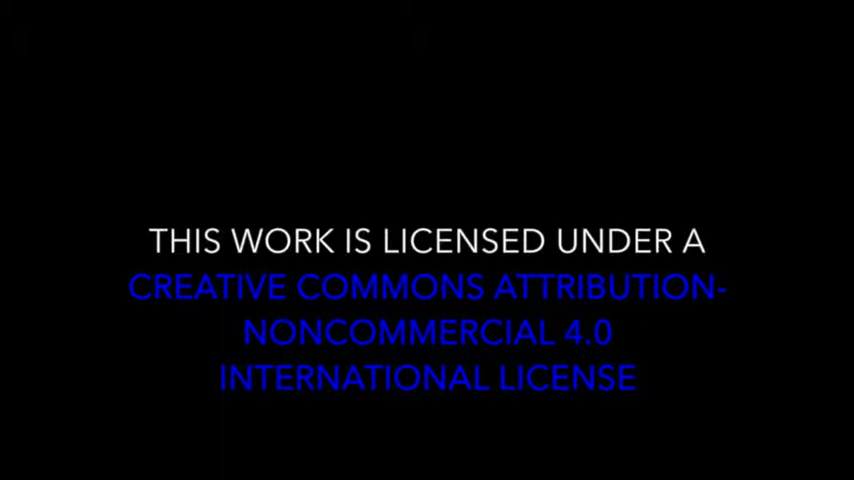 THIS WORK IS LICENSED UNDER A
CREATIVE COMMONS ATTRIBUTION-
NONCOMMERCIAL 4.0
INTERNATIONAL LICENSE